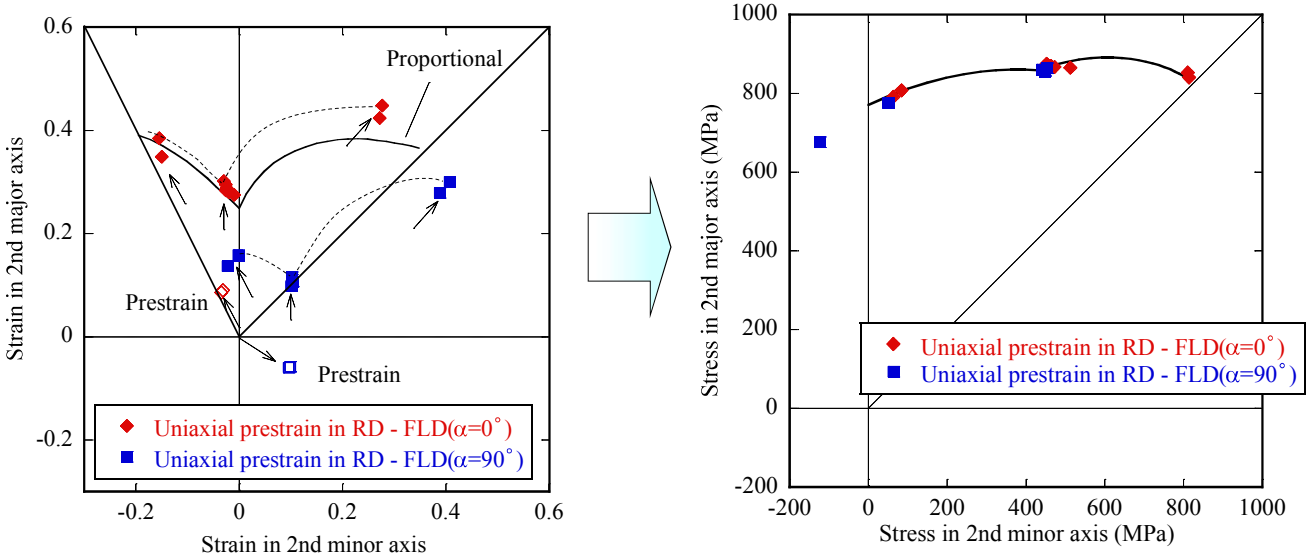 0.6
0.4
0.2
0
-0.2
-0.2
0
0.2
0.4
0.6
Strain in 2nd major axis
Strain in 2nd minor axis
Proportional
Prestrain
Prestrain
Uniaxial prestrain in RD - FLD(α=0˚)
Uniaxial prestrain in RD - FLD(α=90˚)
1000
800
600
400
200
0
-200
-200
0
200
400
600
800
1000
Stress in 2nd major axis (MPa)
Stress in 2nd minor axis (MPa)
Uniaxial prestrain in RD - FLD(α=0˚)
Uniaxial prestrain in RD - FLD(α=90˚)